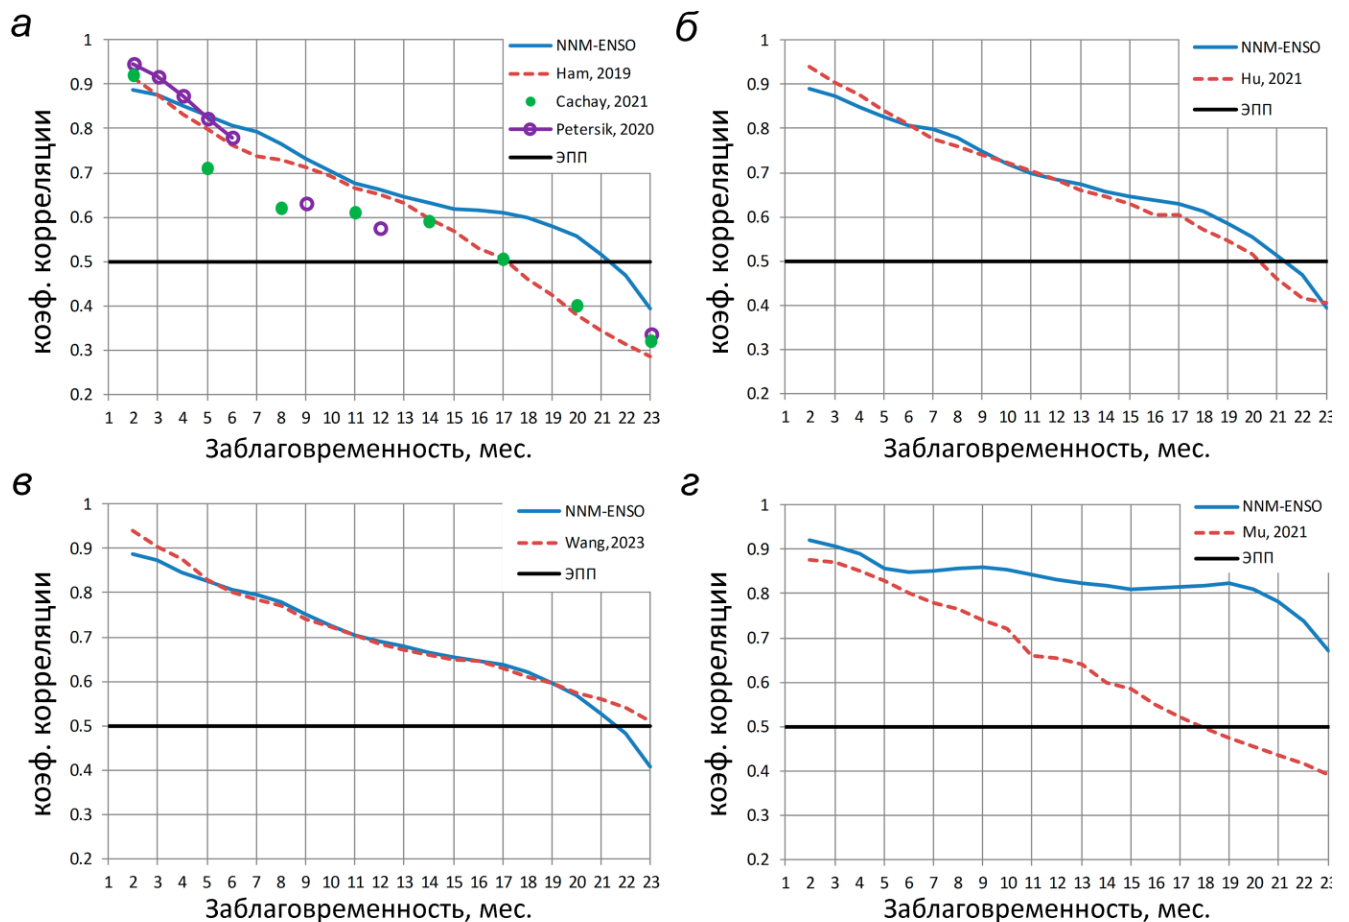 а
1
0.9
0.8
0.7
0.6
0.5
0.4
0.3
0.2
коэф. корреляции
1 2 3 4 5 6 7 8 9 10 11 12 13 14 15 16 17 18 19 20 21 22 23
Заблаговременность, мес.
NNM-ENSO
Ham, 2019
Cachay, 2021
Petersik, 2020
ЭПП
б
1
0.9
0.8
0.7
0.6
0.5
0.4
0.3
0.2
коэф. корреляции
1 2 3 4 5 6 7 8 9 10 11 12 13 14 15 16 17 18 19 20 21 22 23
Заблаговременность, мес.
NNM-ENSO
Hu, 2021
ЭПП
в
1
0.9
0.8
0.7
0.6
0.5
0.4
0.3
0.2
коэф. корреляции
1 2 3 4 5 6 7 8 9 10 11 12 13 14 15 16 17 18 19 20 21 22 23
Заблаговременность, мес.
NNM-ENSO
Wang,2023
ЭПП
г
1
0.9
0.8
0.7
0.6
0.5
0.4
0.3
0.2
коэф. корреляции
1 2 3 4 5 6 7 8 9 10 11 12 13 14 15 16 17 18 19 20 21 22 23
Заблаговременность, мес.
NNM-ENSO
Mu, 2021
ЭПП